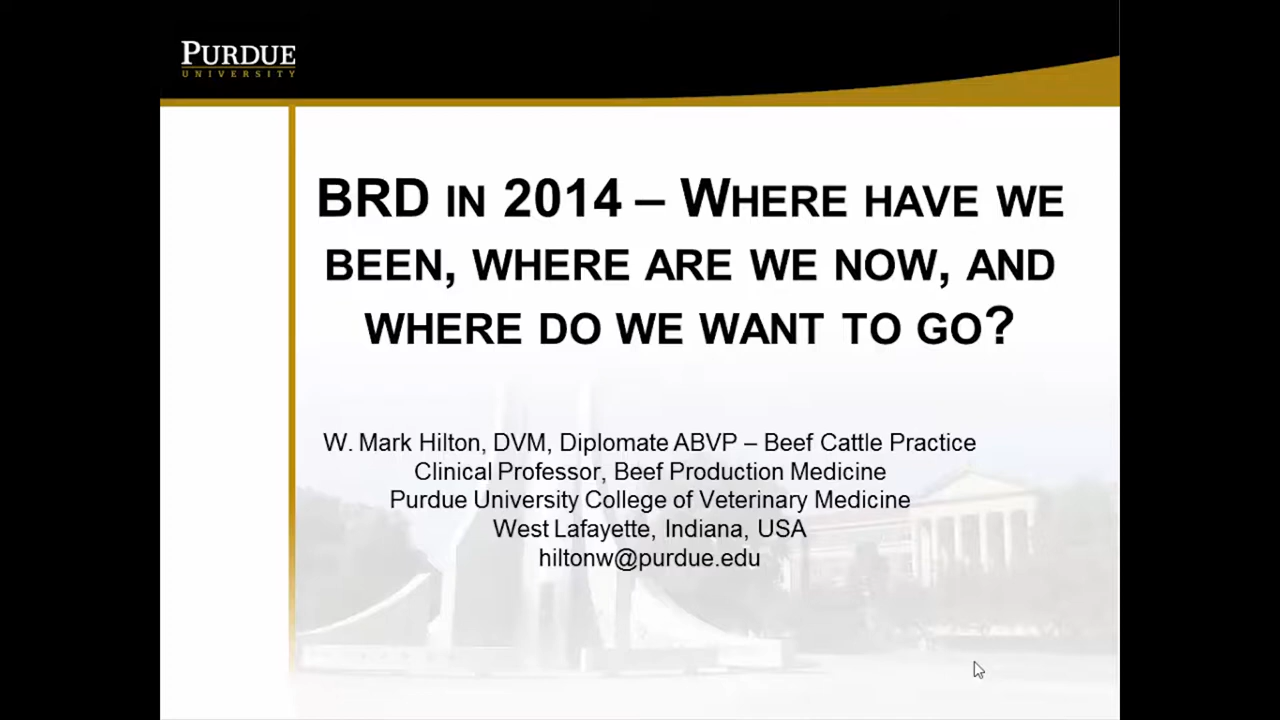 PURDUE
UNIVERSITY
BRD IN 2014 – WHERE HAVE WE
BEEN, WHERE ARE WE NOW, AND
WHERE DO WE WANT TO GO?
W. Mark Hilton, DVM, Diplomate ABVP – Beef Cattle Practice
Clinical Professor, Beef Production Medicine
Purdue University College of Veterinary Medicine
West Lafayette, Indiana, USA
hiltonw@purdue.edu